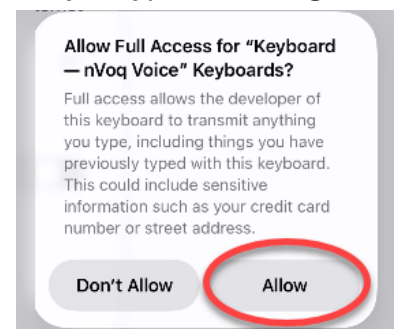 Allow Full Access for “Keyboard
— nVoq Voice” Keyboards?
Full access allows the developer of
this keyboard to transmit anything
you type, including things you have
previously typed with this keyboard.
This could include sensitive
information such as your credit card
number or street address.
Don’t Allow
Allow